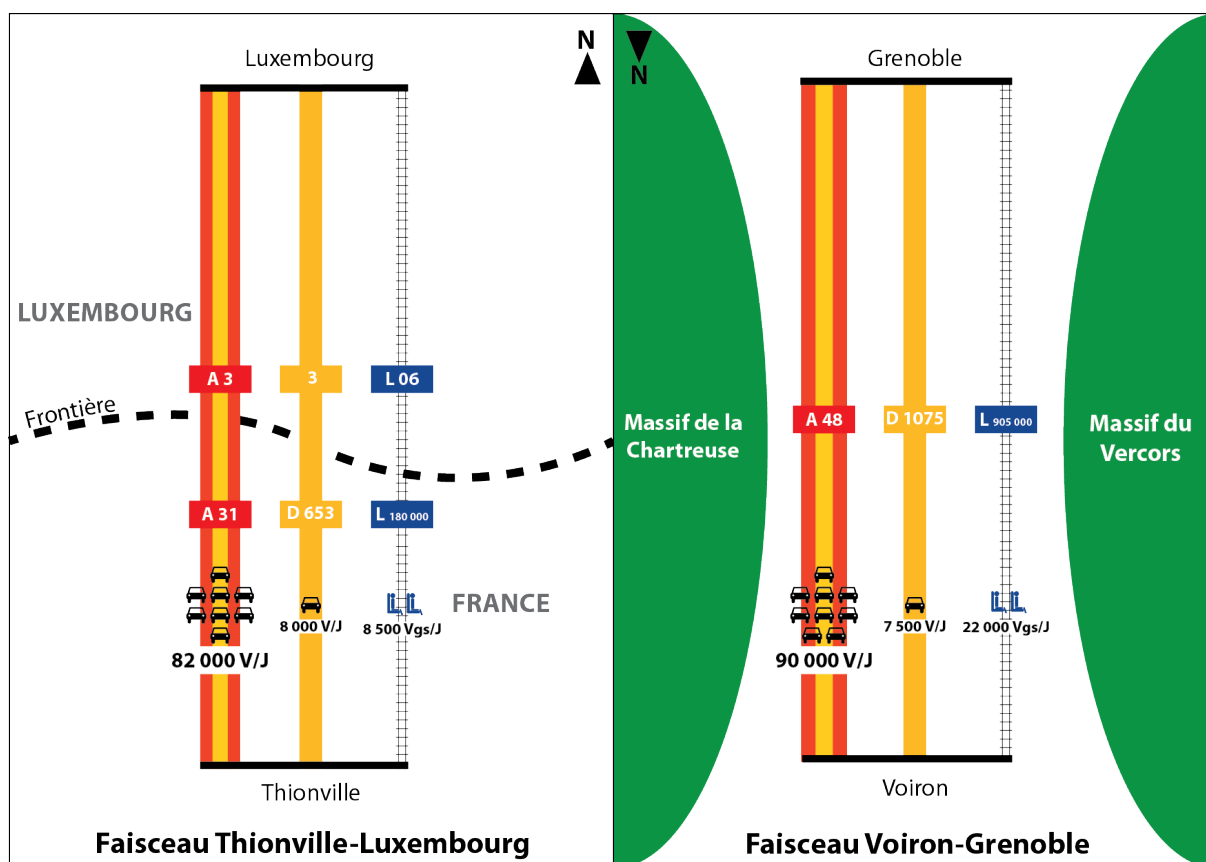 Luxembourg
N
LUXEMBOURG
A 3
3
L 06
Frontière
A 31
D 653
L 180 000
FRANCE
8 000 V/J
8 500 Vgs/J
82 000 V/J
Thionville
Faisceau Thionville-Luxembourg
N
Grenoble
Massif de la
Chartreuse
A 48
D 1075
L 905 000
Massif du
Vercors
7 500 V/J
22 000 Vgs/J
90 000 V/J
Voiron
Faisceau Voiron-Grenoble